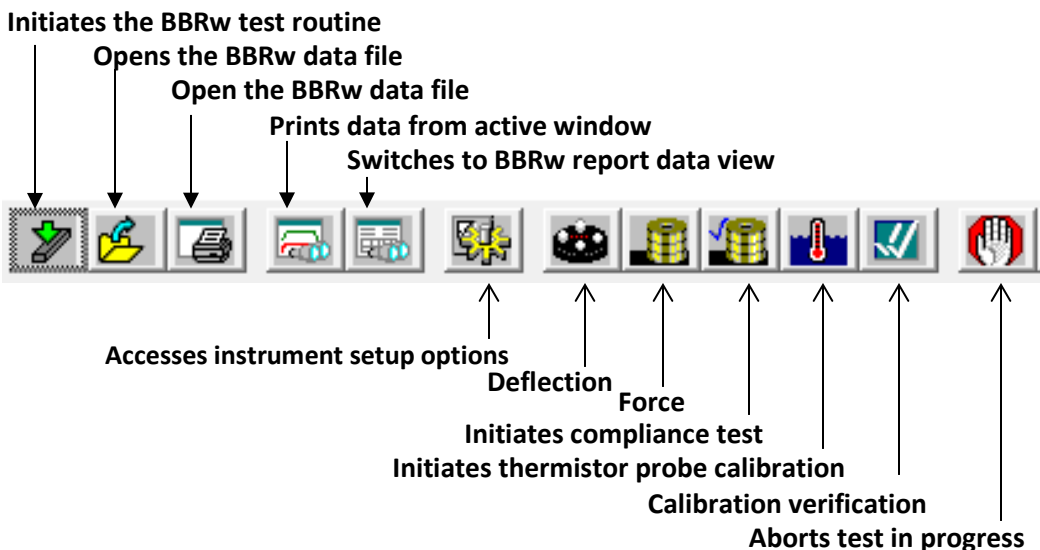 Initiates the BBRw test routine
Opens the BBRw data file
Open the BBRw data file
Prints data from active window
Switches to BBRw report data view
Accesses instrument setup options
Deflection
Force
Initiates compliance test
Initiates thermistor probe calibration
Calibration verification
Aborts test in progress